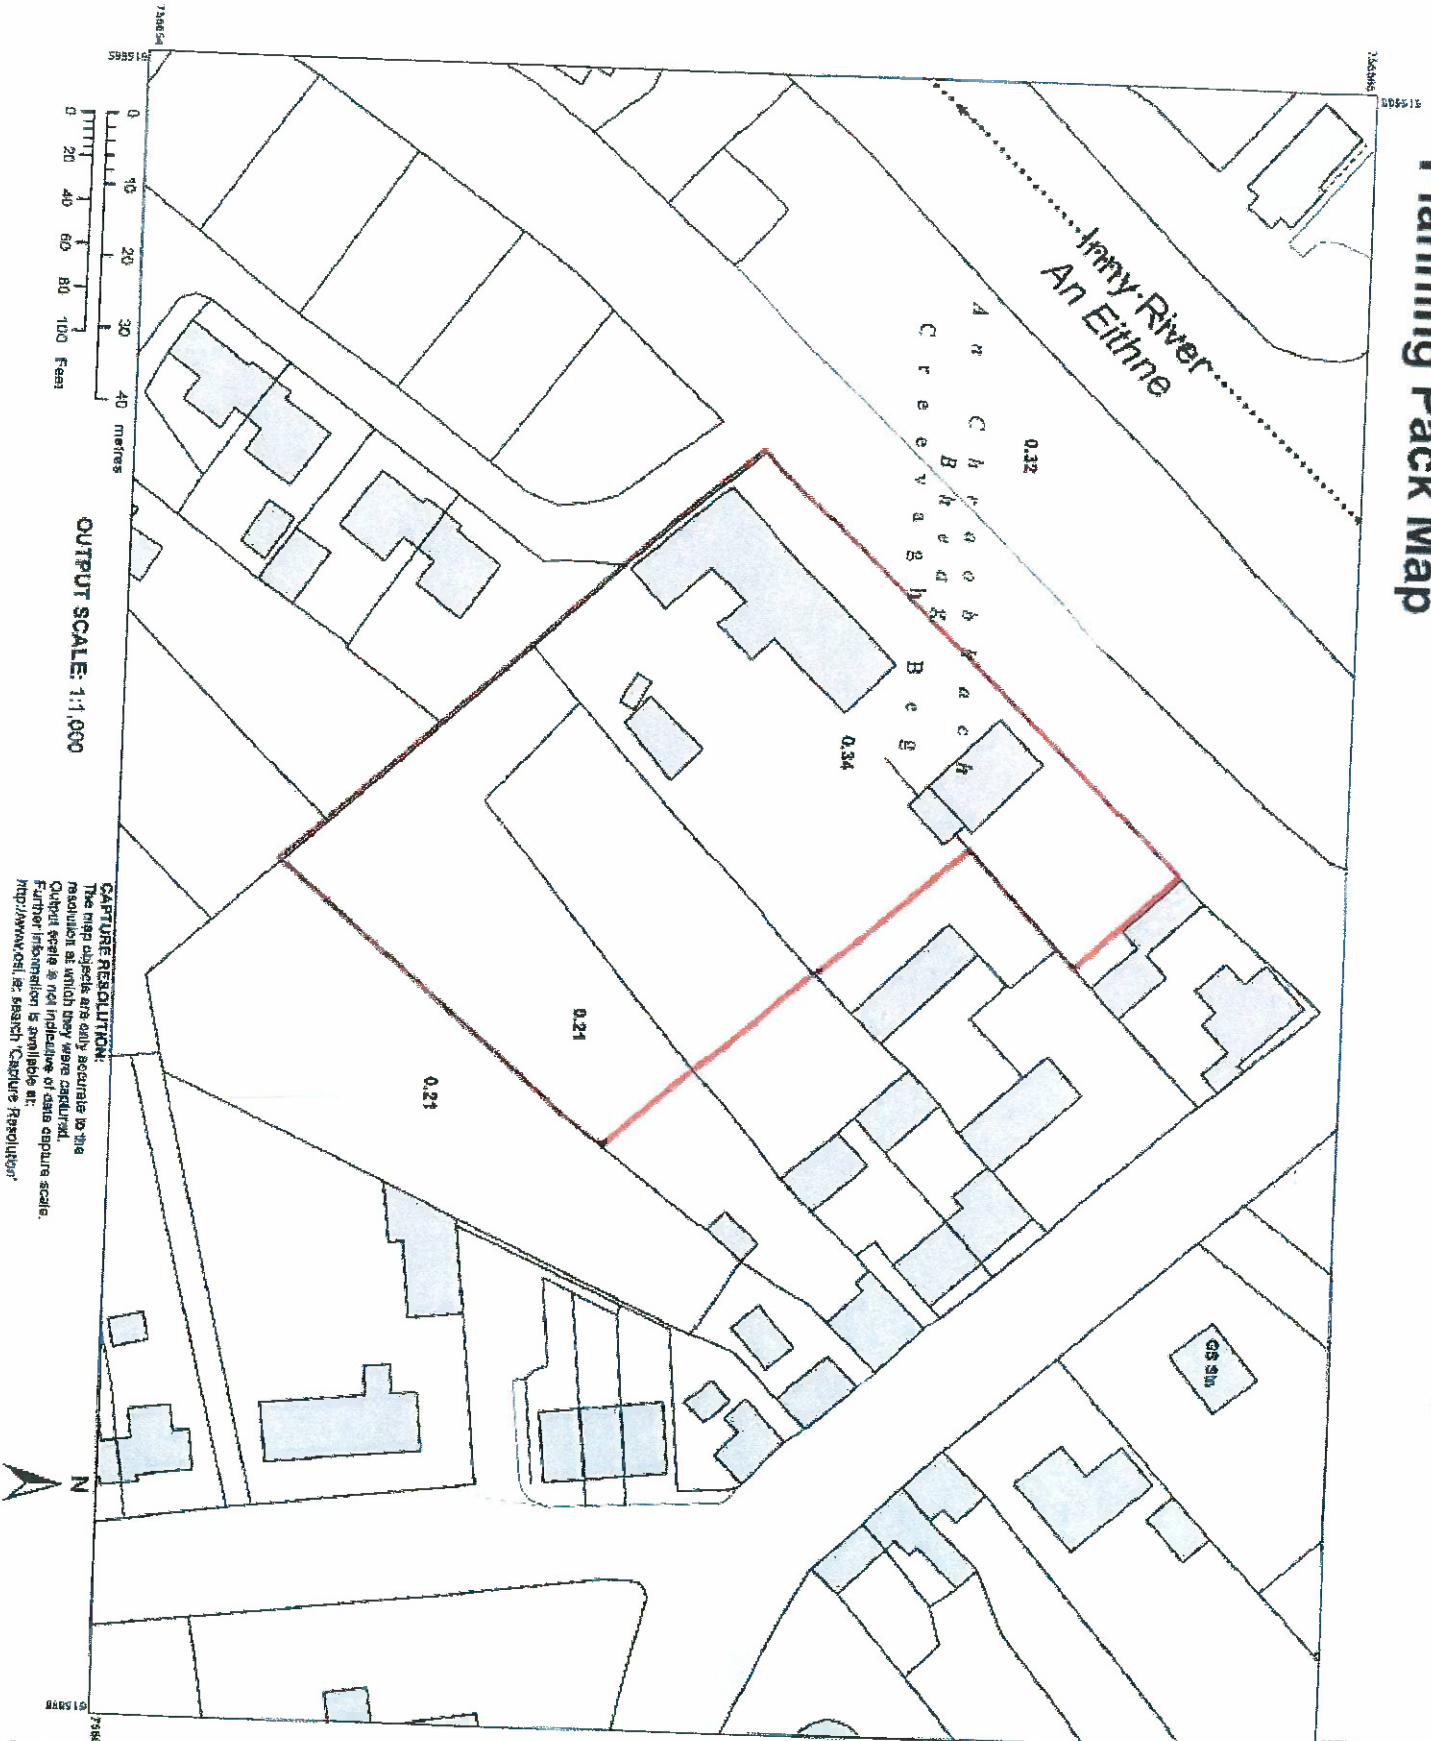 Planning Pack Map
Inny River
An Eithne
0.32
An Chraobhach
Bheag
Creevagh Beg
0.34
0.21
0.21
GS Stn
0 10 20 30 40 metres
0 20 40 60 80 100 Feet
OUTPUT SCALE: 1:1,000
CAPTURE RESOLUTION:
The map objects are only accurate to the
resolution at which they were captured.
Output scale is not indicative of data capture scale.
Further information is available at:
http://www.osi.ie; search 'Capture Resolution'
N